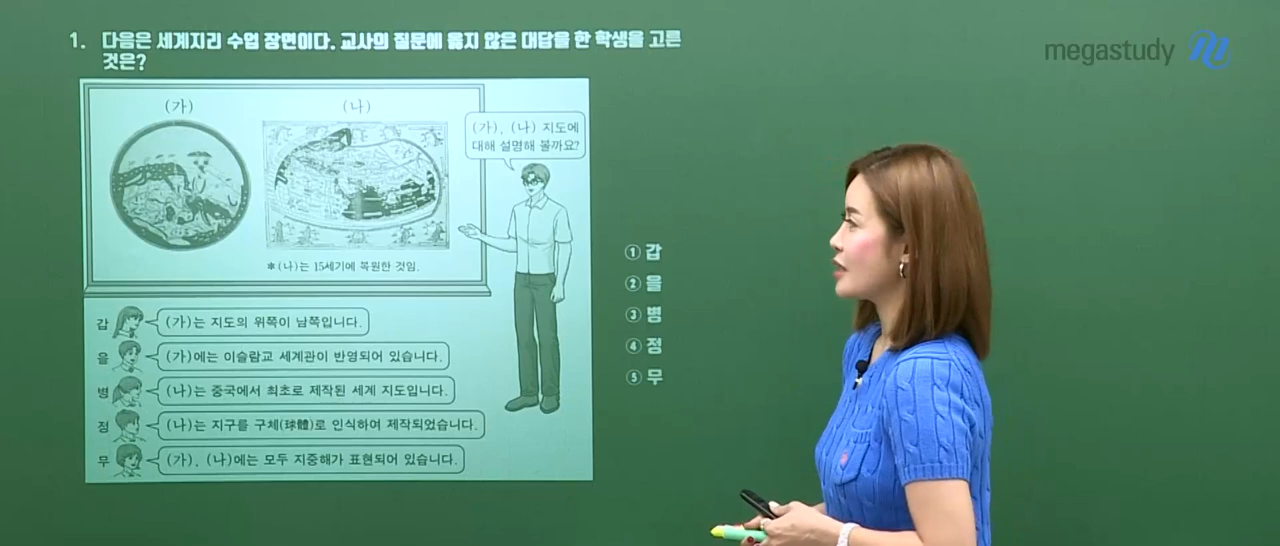 1. 다음은 세계지리 수업 장면이다. 교사의 질문에 옳지 않은 대답을 한 학생을 고른
것은?
megastudy
(가)
(나)
(가), (나) 지도에
대해 설명해 볼까요?
*(나)는 15세기에 복원한 것임.
갑 (가)는 지도의 위쪽이 남쪽입니다.
을 (가)에는 이슬람교 세계관이 반영되어 있습니다.
병 (나)는 중국에서 최초로 제작된 세계 지도입니다.
정 (나)는 지구를 구체(球體)로 인식하여 제작되었습니다.
무 (가), (나)에는 모두 지중해가 표현되어 있습니다.
① 갑
② 을
③ 병
④ 정
⑤ 무